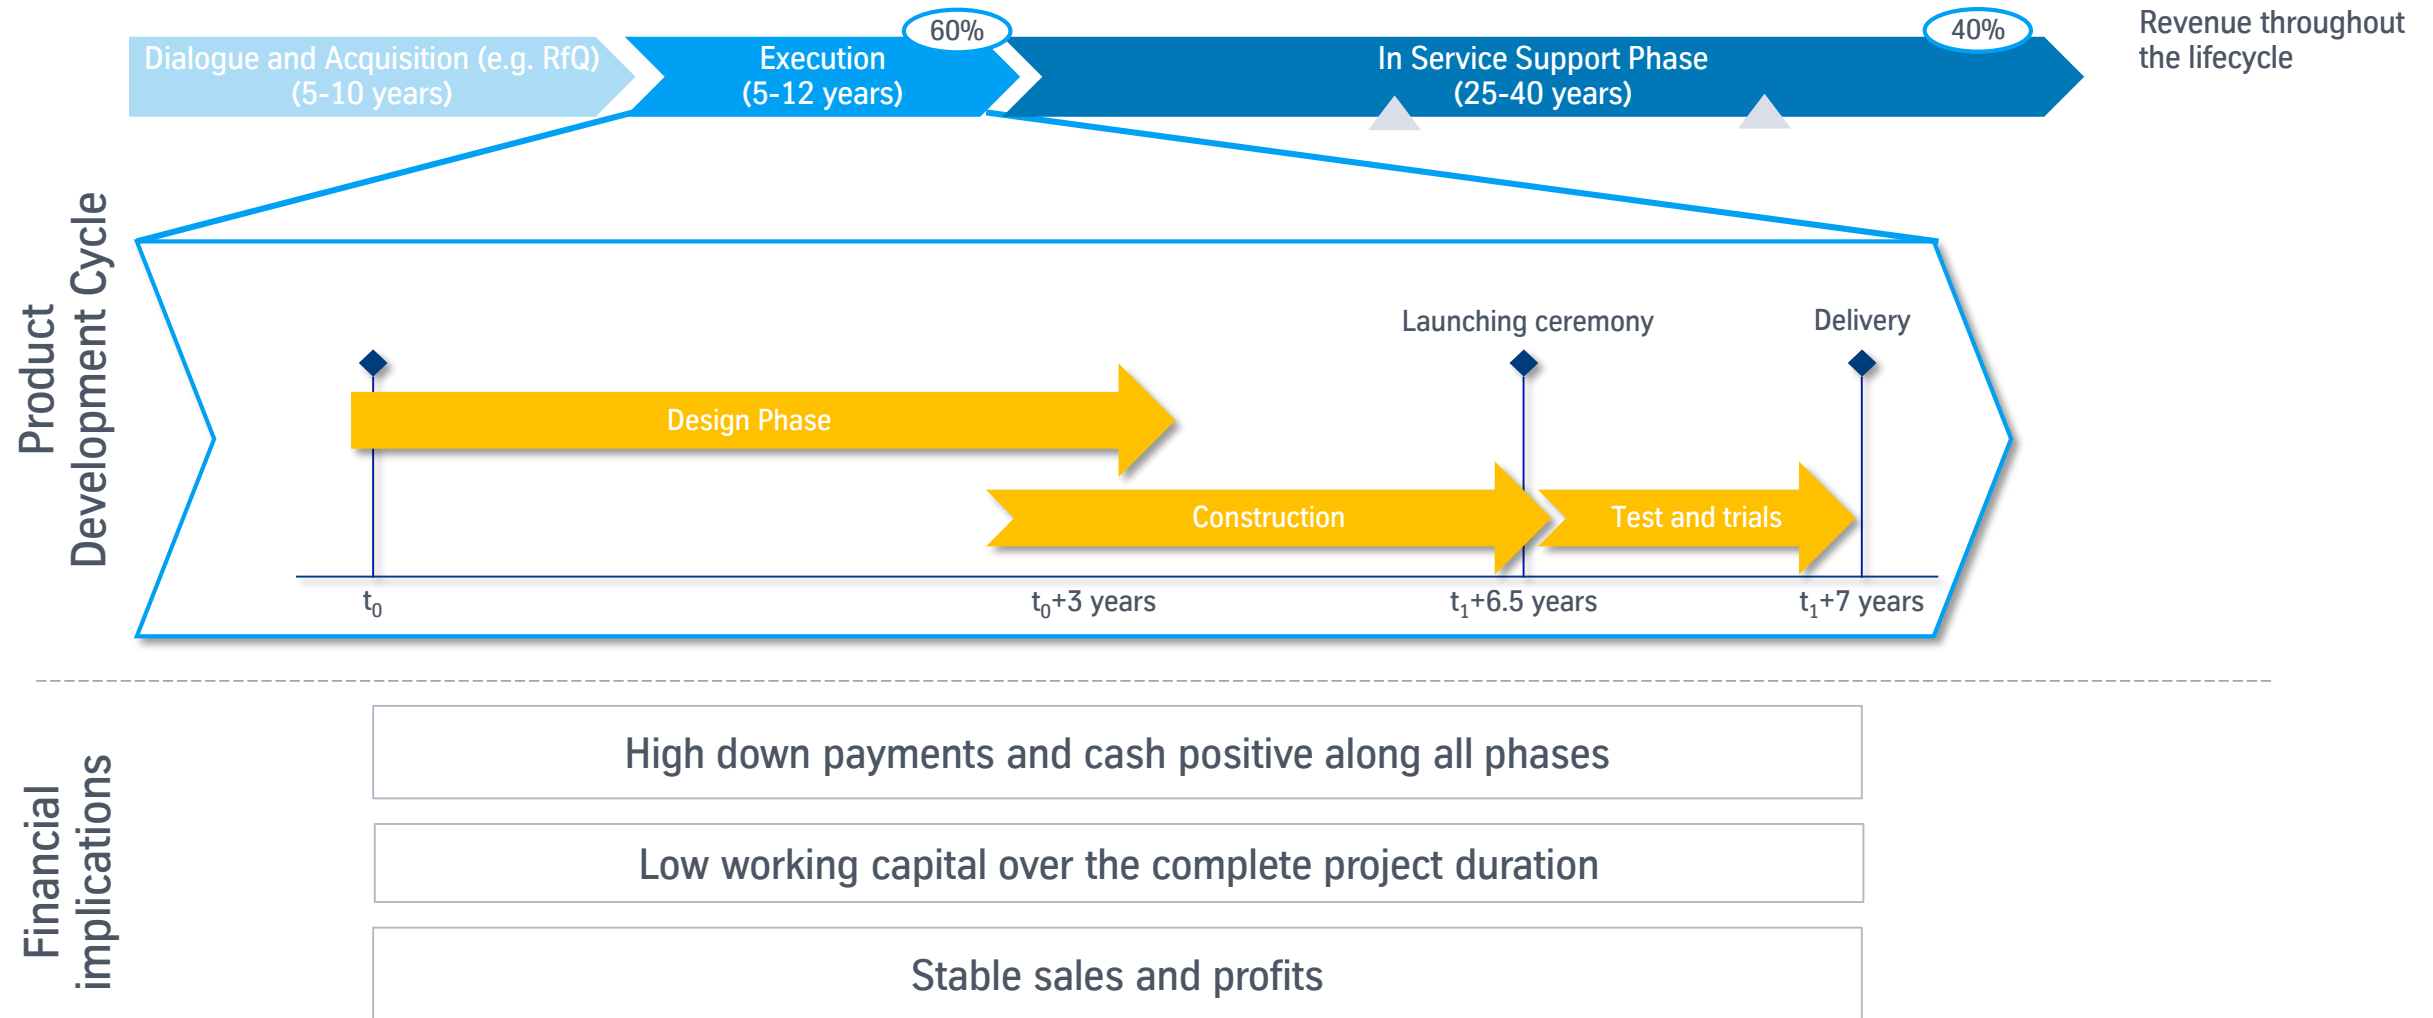 60%
40%
Revenue throughout
the lifecycle
Dialogue and Acquisition (e.g. RfQ)
(5-10 years)
Execution
(5-12 years)
In Service Support Phase
(25-40 years)
Product
Development Cycle
Launching ceremony
Delivery
Design Phase
Construction
Test and trials
t₀
t₀+3 years
t₁+6.5 years
t₁+7 years
Financial
implications
High down payments and cash positive along all phases
Low working capital over the complete project duration
Stable sales and profits